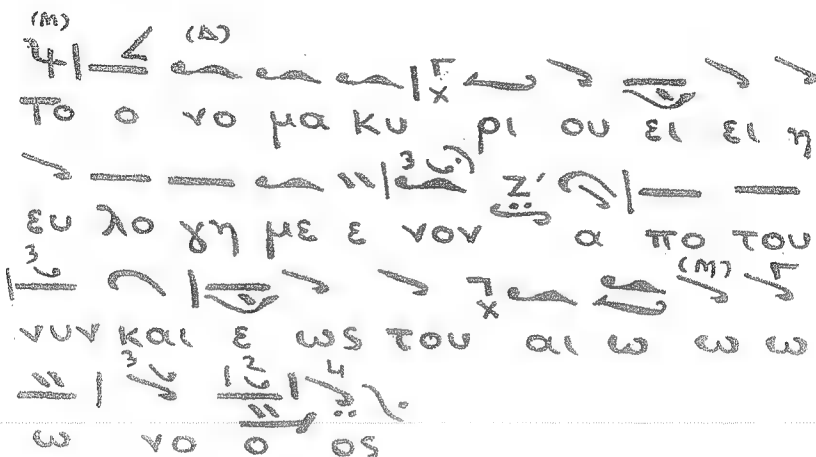 (Μ) (Δ)
Το ο νο μα κυ ρι ου ει ει η
ευ λο γη με ε νον α πο του
(Μ)
νυν και ε ως του αι ω ω ω
ω νο ο ος